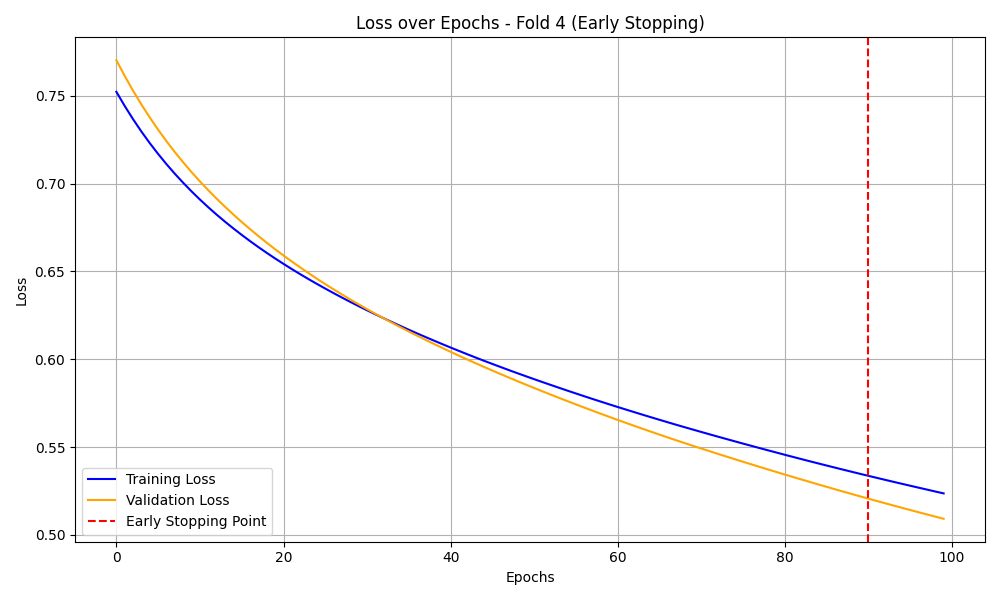 Loss over Epochs - Fold 4 (Early Stopping)
Loss
0.75
0.70
0.65
0.60
0.55
0.50
Training Loss
Validation Loss
Early Stopping Point
0 20 40 60 80 100
Epochs